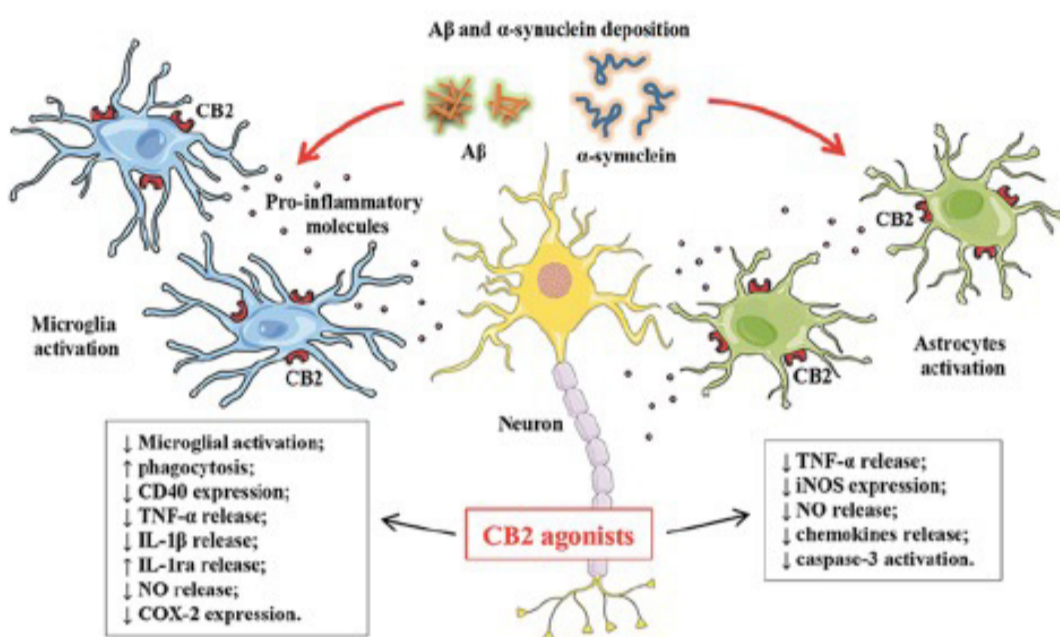 Aβ and α-synuclein deposition
CB2
Aβ
α-synuclein
Pro-inflammatory
molecules
CB2
Microglia
activation
CB2
CB2
Astrocytes
activation
Neuron
↓ Microglial activation;
↑ phagocytosis;
↓ CD40 expression;
↓ TNF-α release;
↓ IL-1β release;
↑ IL-1ra release;
↓ NO release;
↓ COX-2 expression.
CB2 agonists
↓ TNF-α release;
↓ iNOS expression;
↓ NO release;
↓ chemokines release;
↓ caspase-3 activation.